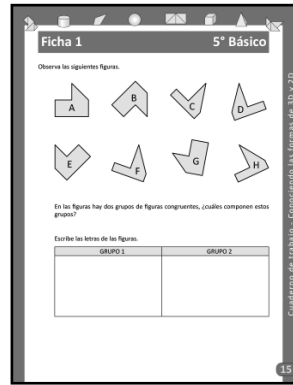 Ficha 1
5° Básico
Observa las siguientes figuras.
A
B
C
D
E
F
G
H
En las figuras hay dos grupos de figuras congruentes, ¿cuáles componen estos
grupos?
Escribe las letras de las figuras.
GRUPO 1
GRUPO 2
Cuaderno de trabajo - Conociendo las formas de 3D y 2D
15